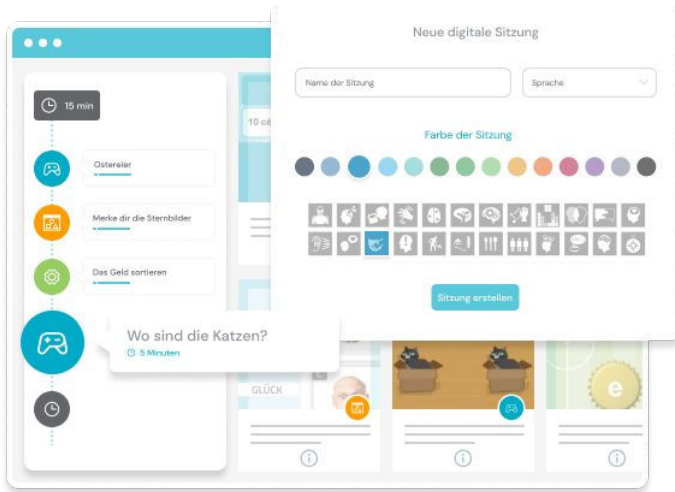 Neue digitale Sitzung
Name der Sitzung
Sprache
Farbe der Sitzung
Sitzung erstellen
15 min
10
Ostereier
Merke dir die Sternbilder
Das Geld sortieren
Wo sind die Katzen?
5 Minuten
GLÜCK
e